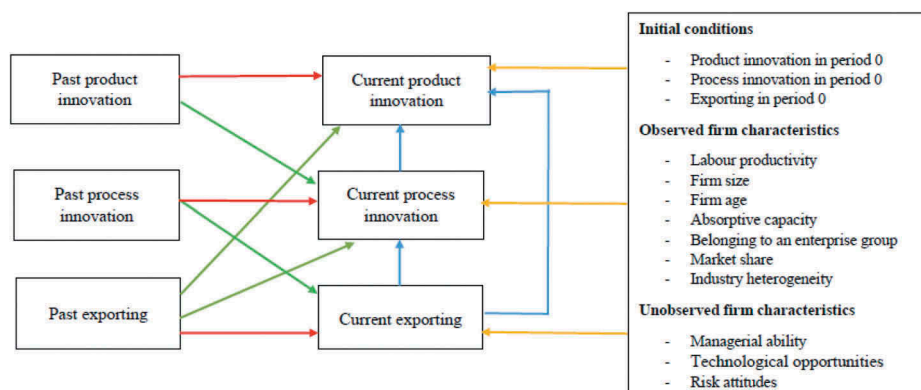 Past product
innovation
Past process
innovation
Past exporting
Current product
innovation
Current process
innovation
Current exporting
Initial conditions
- Product innovation in period 0
- Process innovation in period 0
- Exporting in period 0
Observed firm characteristics
- Labour productivity
- Firm size
- Firm age
- Absorptive capacity
- Belonging to an enterprise group
- Market share
- Industry heterogeneity
Unobserved firm characteristics
- Managerial ability
- Technological opportunities
- Risk attitudes